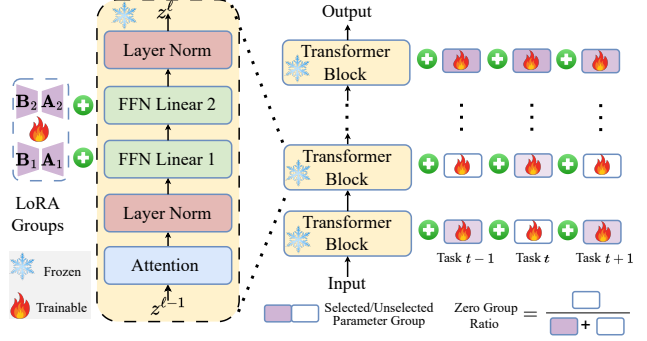 z^ℓ
Layer Norm
FFN Linear 2
FFN Linear 1
Layer Norm
Attention
z^{ℓ−1}
B₂ A₂
B₁ A₁
LoRA
Groups
Frozen
Trainable
Output
Transformer
Block
Transformer
Block
Transformer
Block
Input
Task t − 1
Task t
Task t + 1
Selected/Unselected
Parameter Group
Zero Group
Ratio
=
+